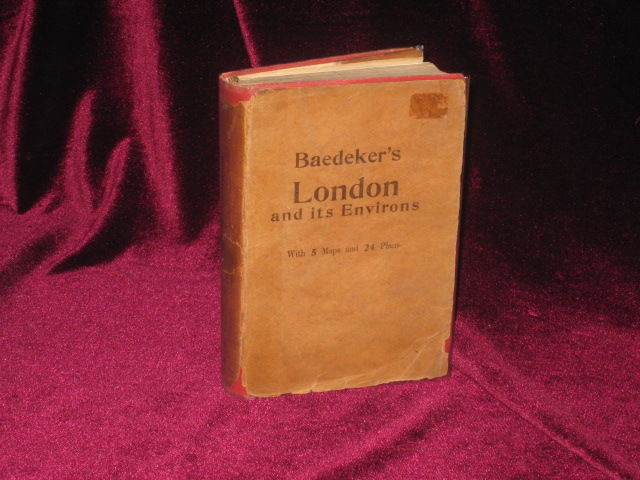 Baedeker's
London
and its Environs
With 5 Maps and 24 Plans